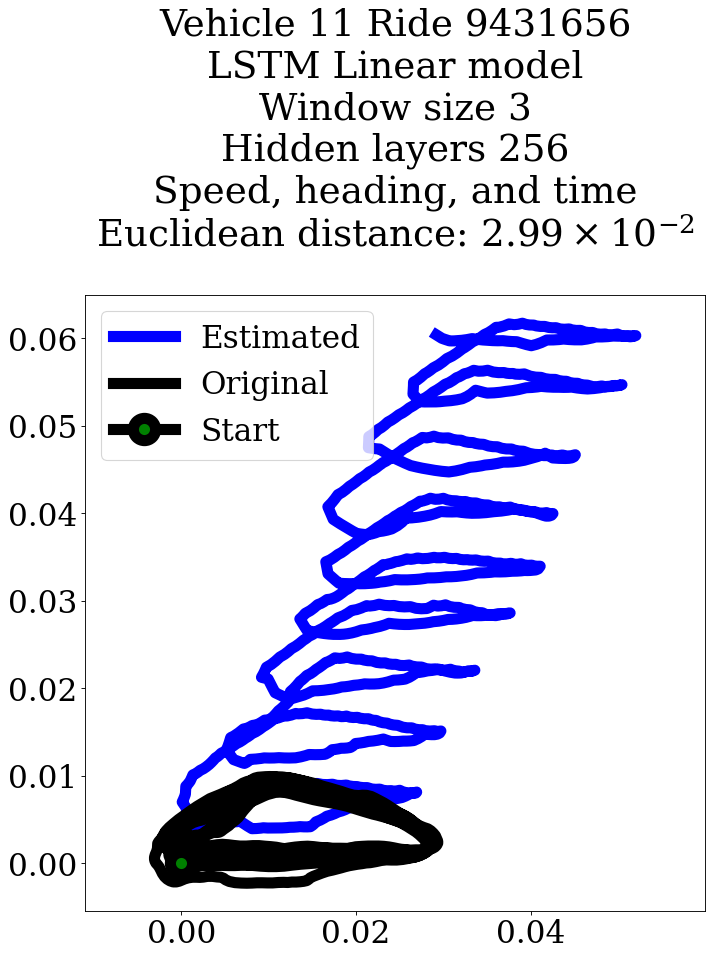 Vehicle 11 Ride 9431656
LSTM Linear model
Window size 3
Hidden layers 256
Speed, heading, and time
Euclidean distance: 2.99 × 10⁻²
Estimated
Original
Start
0.06
0.05
0.04
0.03
0.02
0.01
0.00
0.00 0.02 0.04